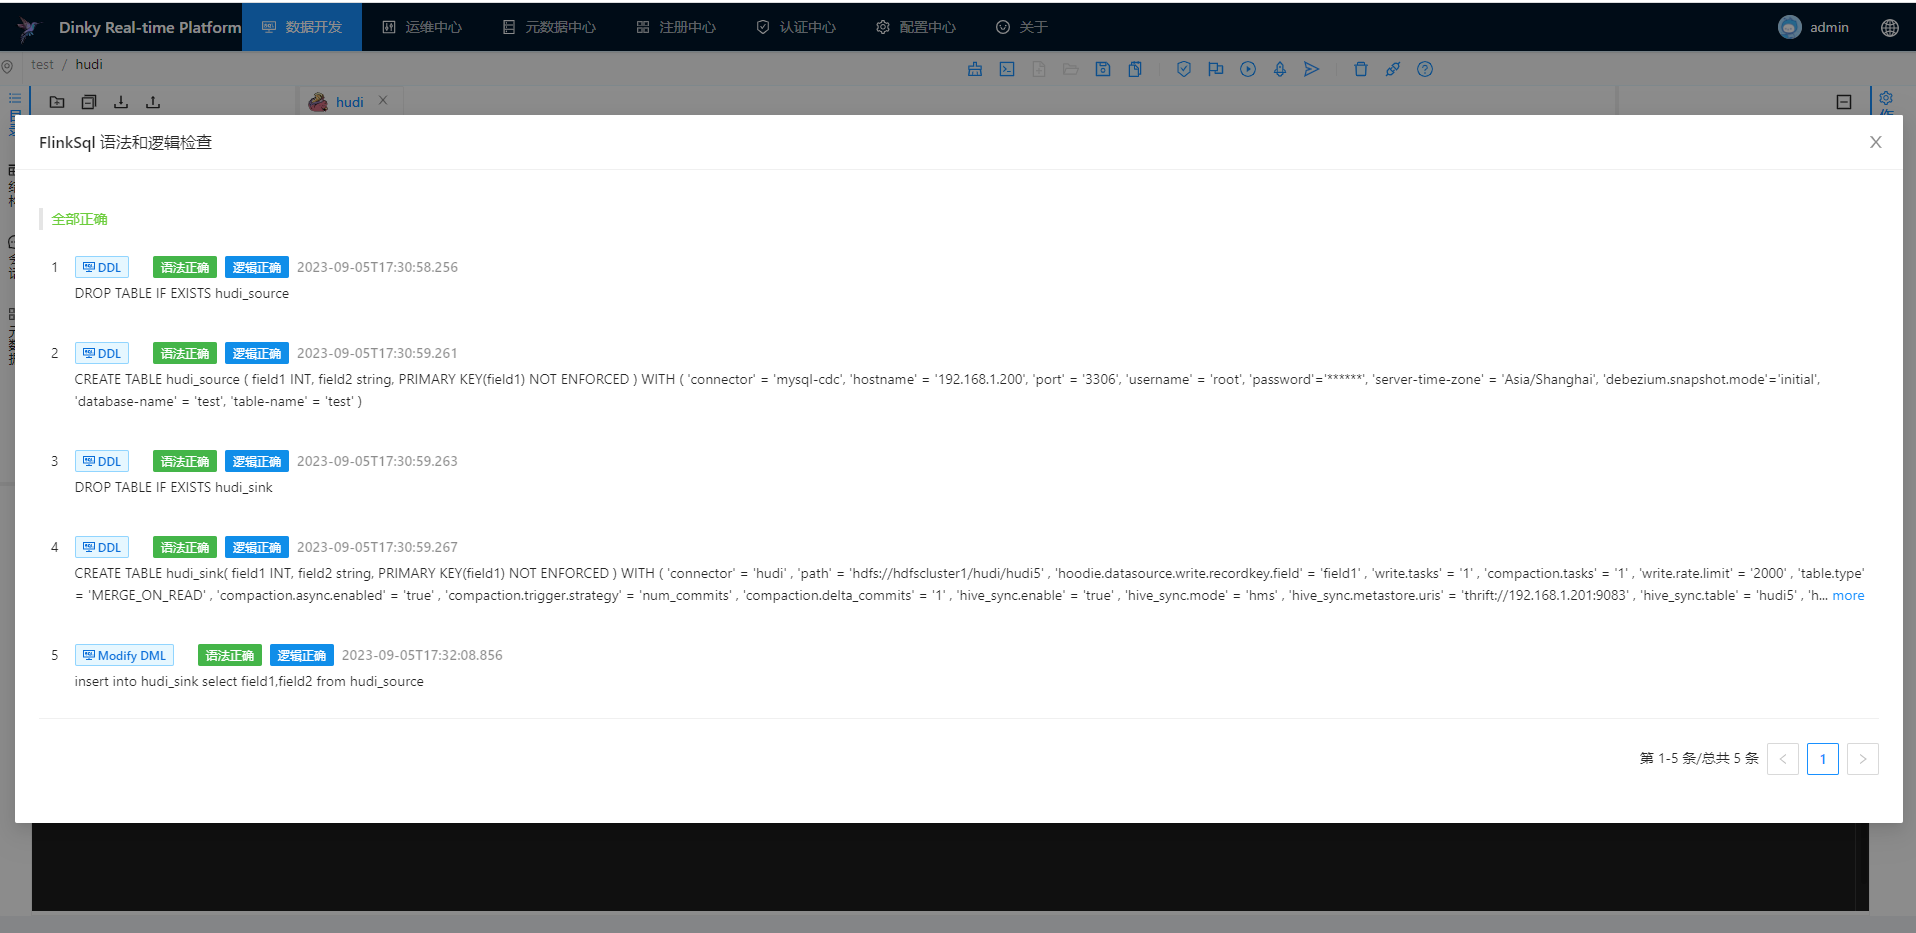 Dinky Real-time Platform 数据开发 运维中心 元数据中心 注册中心 认证中心 配置中心 关于 admin
test / hudi
hudi
目录
FlinkSql 语法和逻辑检查
全部正确
1 DDL 语法正确 逻辑正确 2023-09-05T17:30:58.256
DROP TABLE IF EXISTS hudi_source
2 DDL 语法正确 逻辑正确 2023-09-05T17:30:59.261
CREATE TABLE hudi_source ( field1 INT, field2 string, PRIMARY KEY(field1) NOT ENFORCED ) WITH ( 'connector' = 'mysql-cdc', 'hostname' = '192.168.1.200', 'port' = '3306', 'username' = 'root', 'password'='******', 'server-time-zone' = 'Asia/Shanghai', 'debezium.snapshot.mode'='initial',
'database-name' = 'test', 'table-name' = 'test' )
3 DDL 语法正确 逻辑正确 2023-09-05T17:30:59.263
DROP TABLE IF EXISTS hudi_sink
4 DDL 语法正确 逻辑正确 2023-09-05T17:30:59.267
CREATE TABLE hudi_sink( field1 INT, field2 string, PRIMARY KEY(field1) NOT ENFORCED ) WITH ( 'connector' = 'hudi' , 'path' = 'hdfs://hdfscluster1/hudi/hudi5' , 'hoodie.datasource.write.recordkey.field' = 'field1' , 'write.tasks' = '1' , 'compaction.tasks' = '1' , 'write.rate.limit' = '2000' , 'table.type'
= 'MERGE_ON_READ' , 'compaction.async.enabled' = 'true' , 'compaction.trigger.strategy' = 'num_commits' , 'compaction.delta_commits' = '1' , 'hive_sync.enable' = 'true' , 'hive_sync.mode' = 'hms' , 'hive_sync.metastore.uris' = 'thrift://192.168.1.201:9083' , 'hive_sync.table' = 'hudi5' , 'h... more
5 Modify DML 语法正确 逻辑正确 2023-09-05T17:32:08.856
insert into hudi_sink select field1,field2 from hudi_source
第 1-5 条/总共 5 条 < 1 >